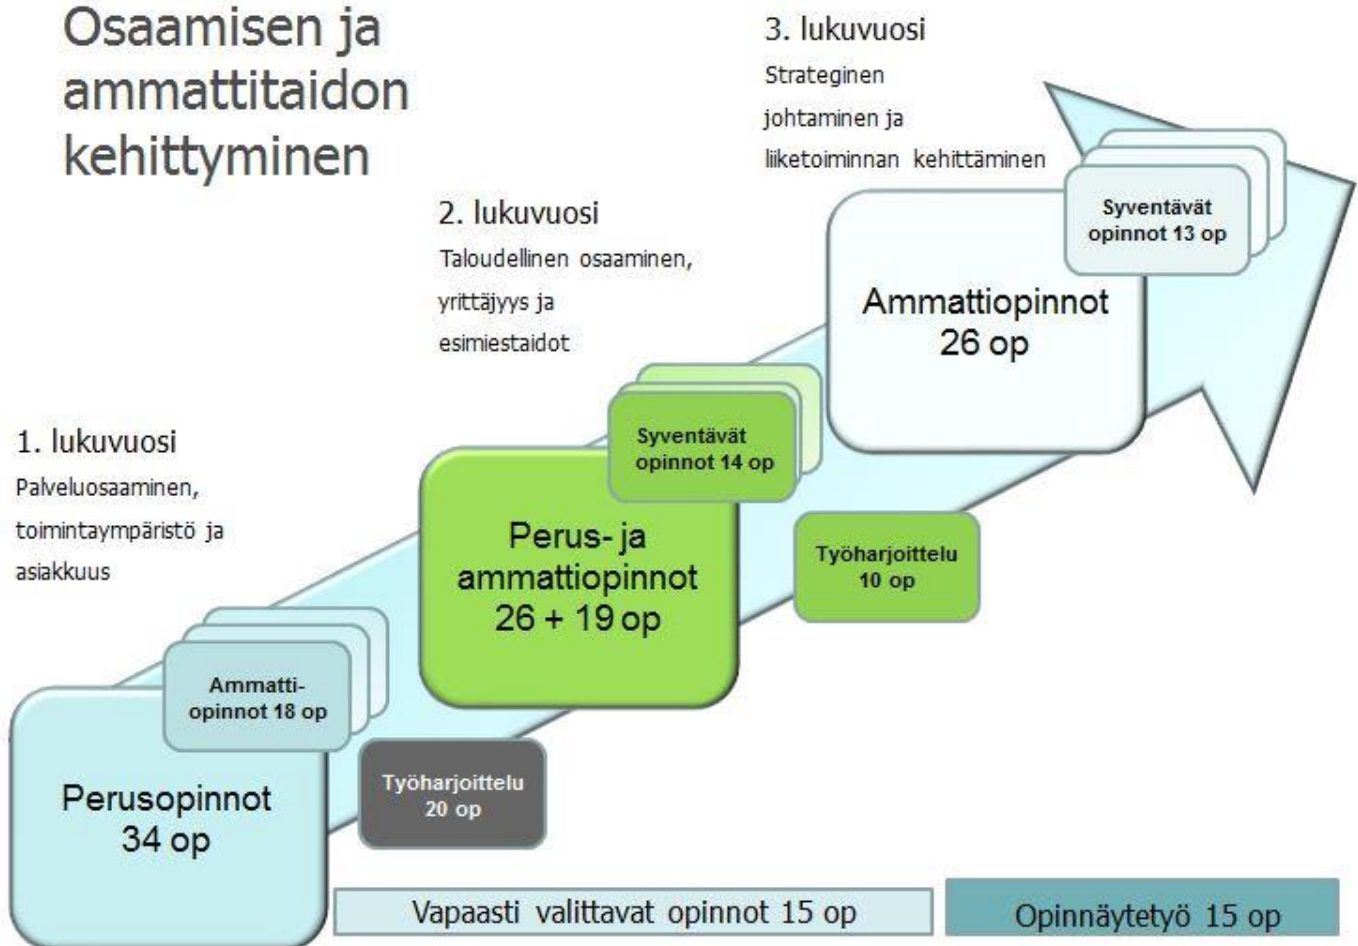 Osaamisen ja
ammattitaidon
kehittyminen
3. lukuvuosi
Strateginen
johtaminen ja
liiketoiminnan kehittäminen
Syventävät
opinnot 13 op
Ammattiopinnot
26 op
2. lukuvuosi
Taloudellinen osaaminen,
yrittäjyys ja
esimiestaidot
Syventävät
opinnot 14 op
Perus- ja
ammattiopinnot
26 + 19 op
Työharjoittelu
10 op
1. lukuvuosi
Palveluosaaminen,
toimintaympäristö ja
asiakkuus
Ammatti-
opinnot 18 op
Perusopinnot
34 op
Työharjoittelu
20 op
Vapaasti valittavat opinnot 15 op
Opinnäytetyö 15 op